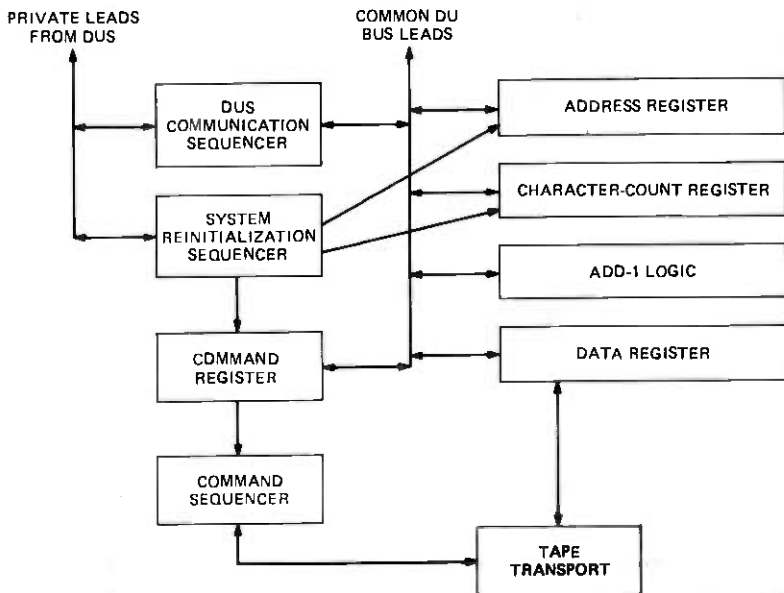 PRIVATE LEADS
FROM DUS
COMMON DU
BUS LEADS
DUS
COMMUNICATION
SEQUENCER
ADDRESS REGISTER
SYSTEM
REINITIALIZATION
SEQUENCER
CHARACTER-COUNT REGISTER
ADD-1 LOGIC
COMMAND
REGISTER
DATA REGISTER
COMMAND
SEQUENCER
TAPE
TRANSPORT